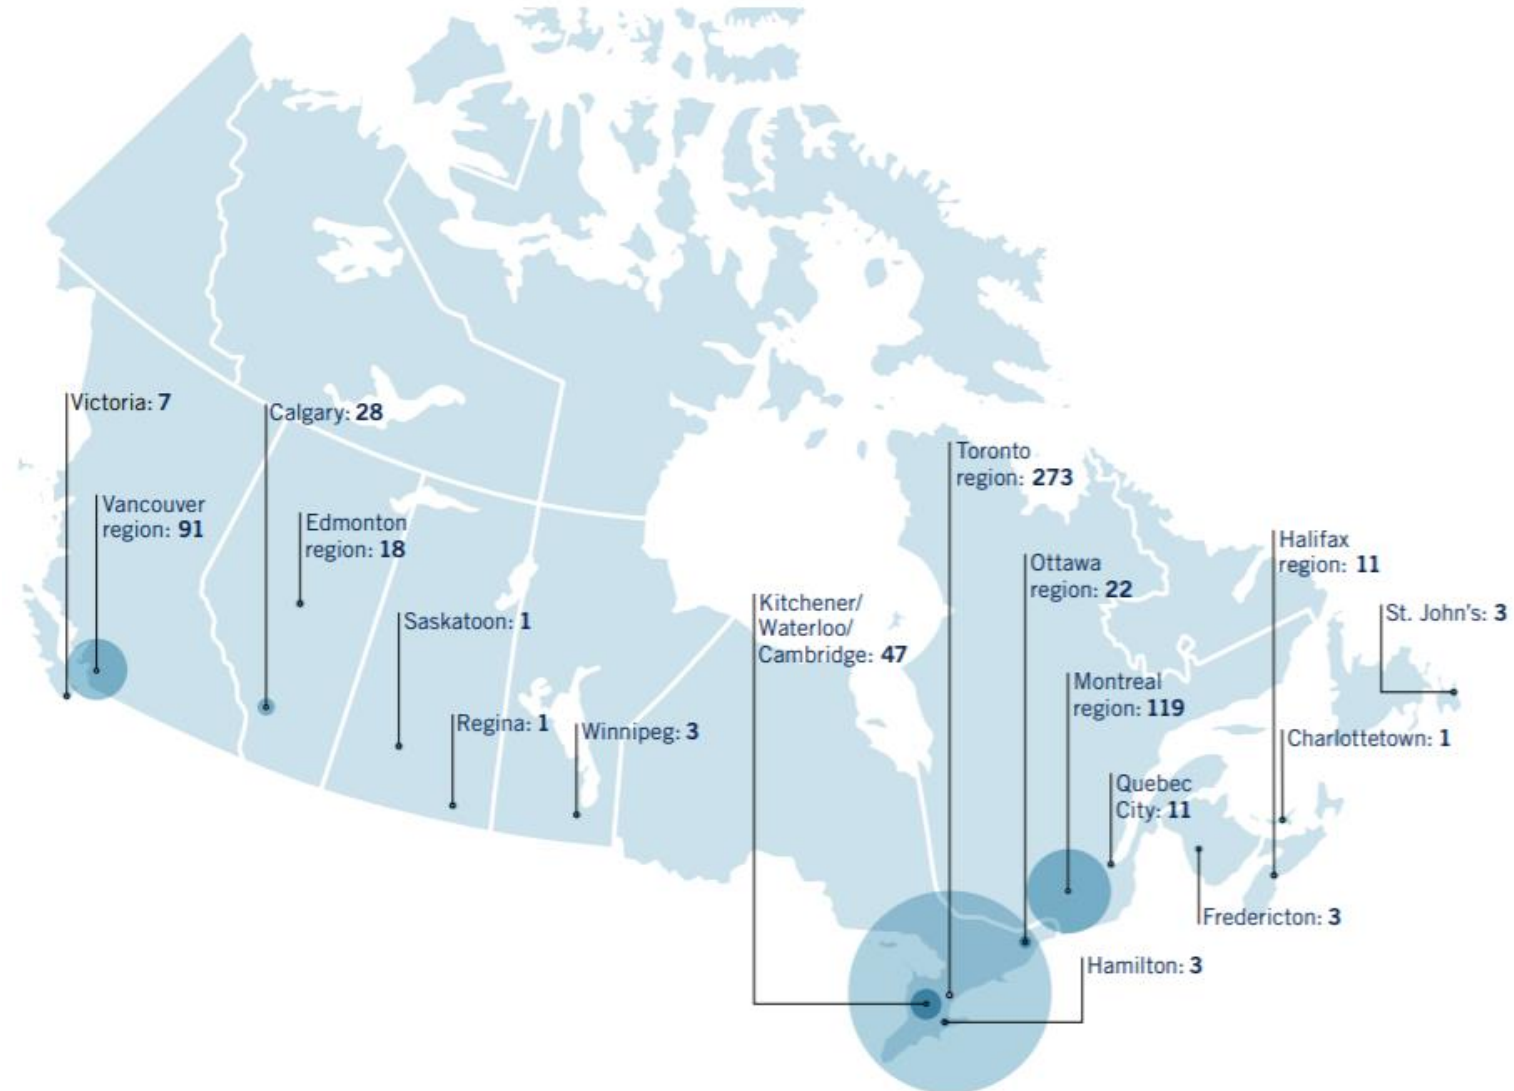 Victoria: 7
Calgary: 28
Vancouver
region: 91
Edmonton
region: 18
Saskatoon: 1
Regina: 1
Winnipeg: 3
Kitchener/
Waterloo/
Cambridge: 47
Toronto
region: 273
Ottawa
region: 22
Montreal
region: 119
Quebec
City: 11
Halifax
region: 11
St. John's: 3
Charlottetown: 1
Fredericton: 3
Hamilton: 3